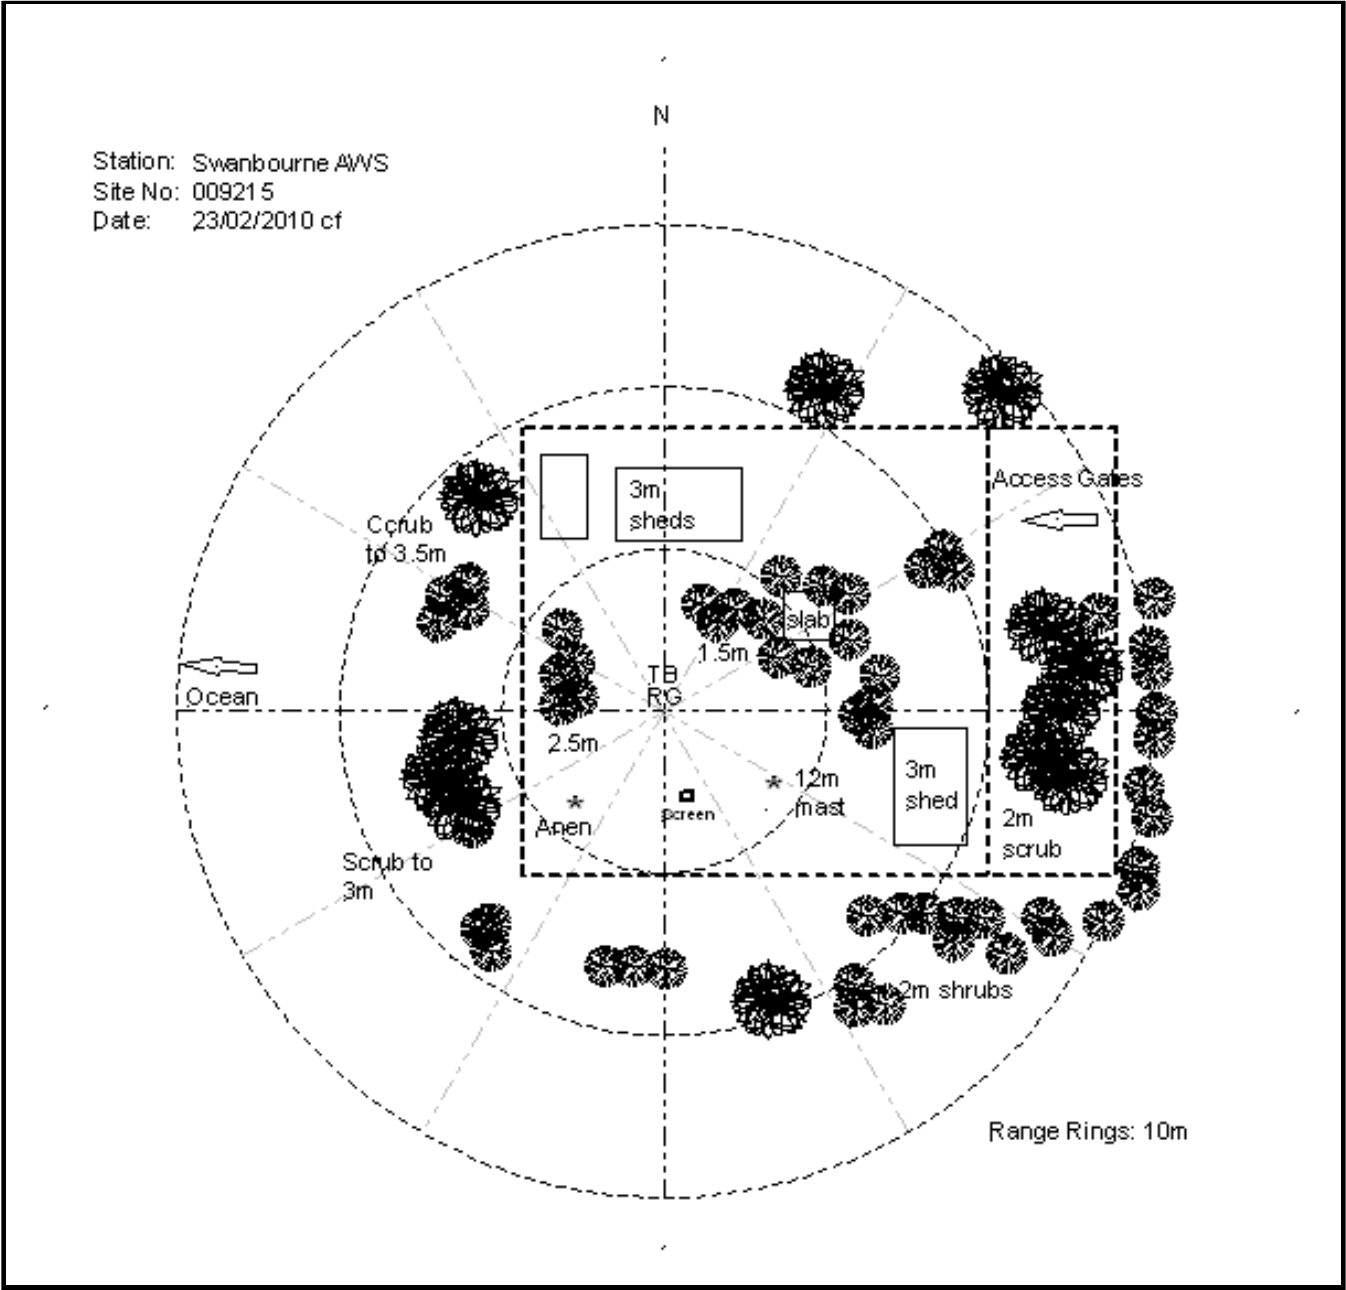 N
Station: Swanbourne AWS
Site No: 009215
Date: 23/02/2010 cf
Access Gates
3m
sheds
Ccrub
to 3.5m
slab
1.5m
TB
RG
Ocean
2.5m
3m
shed
12m
mast
screen
Anen
2m
scrub
Scrub to
3m
2m shrubs
Range Rings: 10m